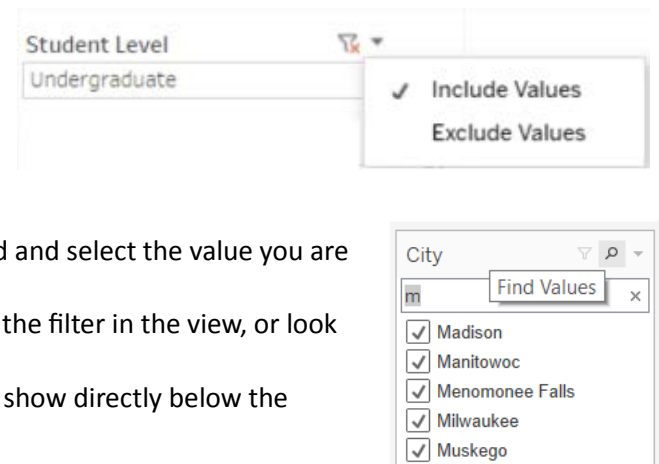 Student Level
Undergraduate
Include Values
Exclude Values
d and select the value you are
the filter in the view, or look
show directly below the
City
Find Values
m
Madison
Manitowoc
Menomonee Falls
Milwaukee
Muskego